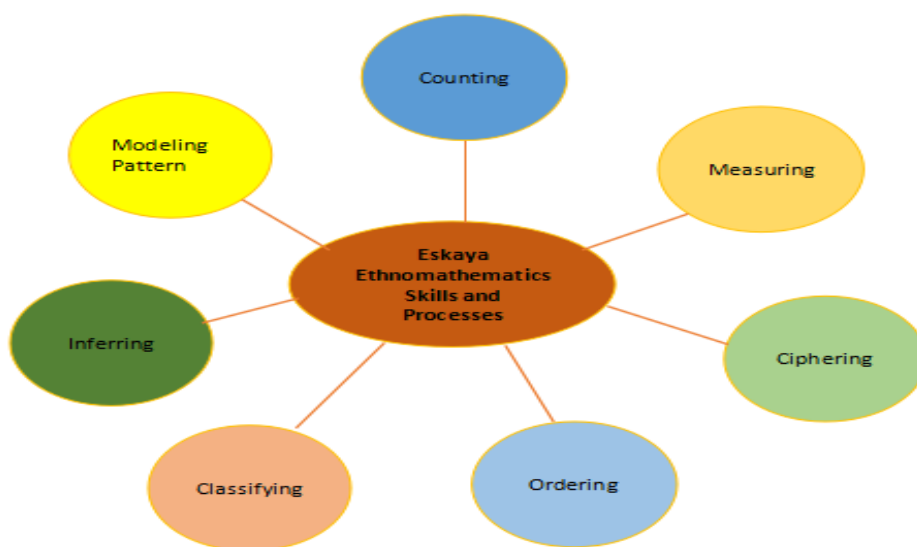 Counting
Modeling
Pattern
Measuring
Eskaya
Ethnomathematics
Skills and
Processes
Inferring
Ciphering
Classifying
Ordering